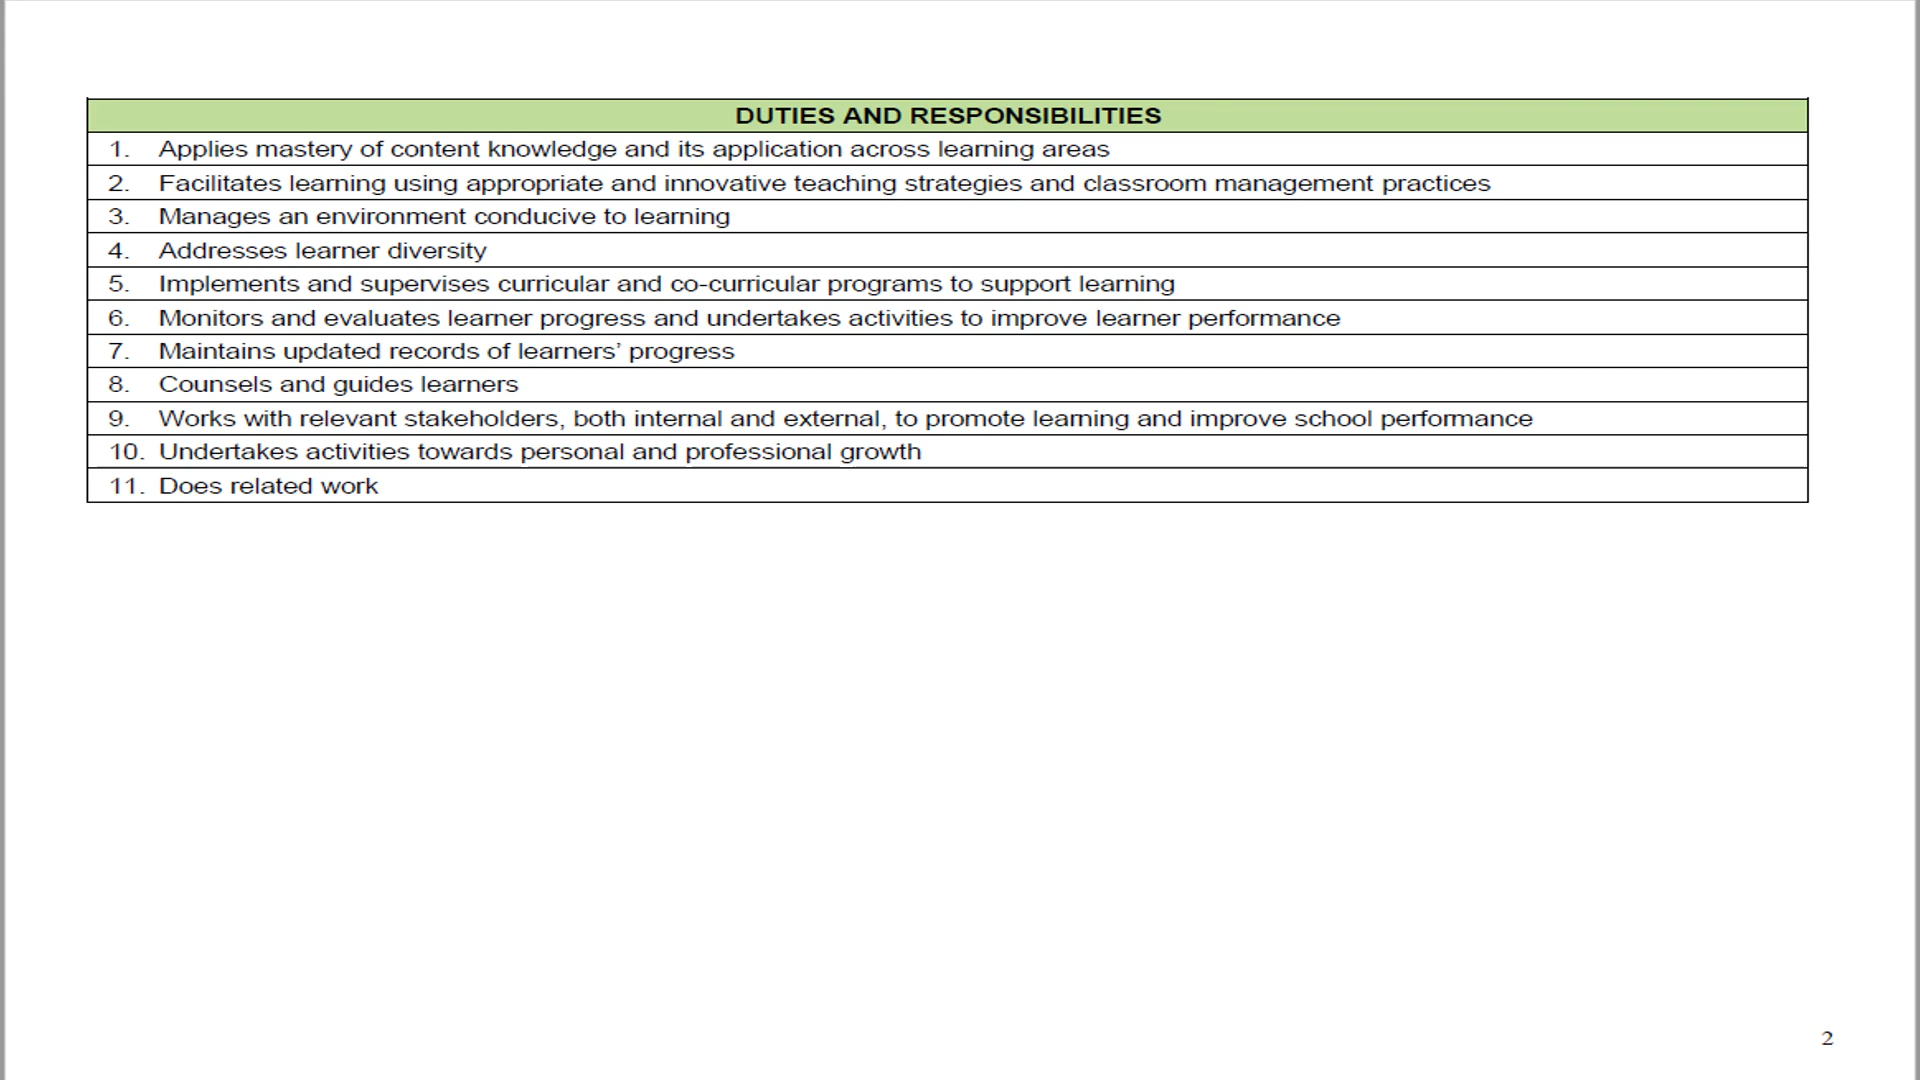 DUTIES AND RESPONSIBILITIES
1. Applies mastery of content knowledge and its application across learning areas
2. Facilitates learning using appropriate and innovative teaching strategies and classroom management practices
3. Manages an environment conducive to learning
4. Addresses learner diversity
5. Implements and supervises curricular and co-curricular programs to support learning
6. Monitors and evaluates learner progress and undertakes activities to improve learner performance
7. Maintains updated records of learners’ progress
8. Counsels and guides learners
9. Works with relevant stakeholders, both internal and external, to promote learning and improve school performance
10. Undertakes activities towards personal and professional growth
11. Does related work
2